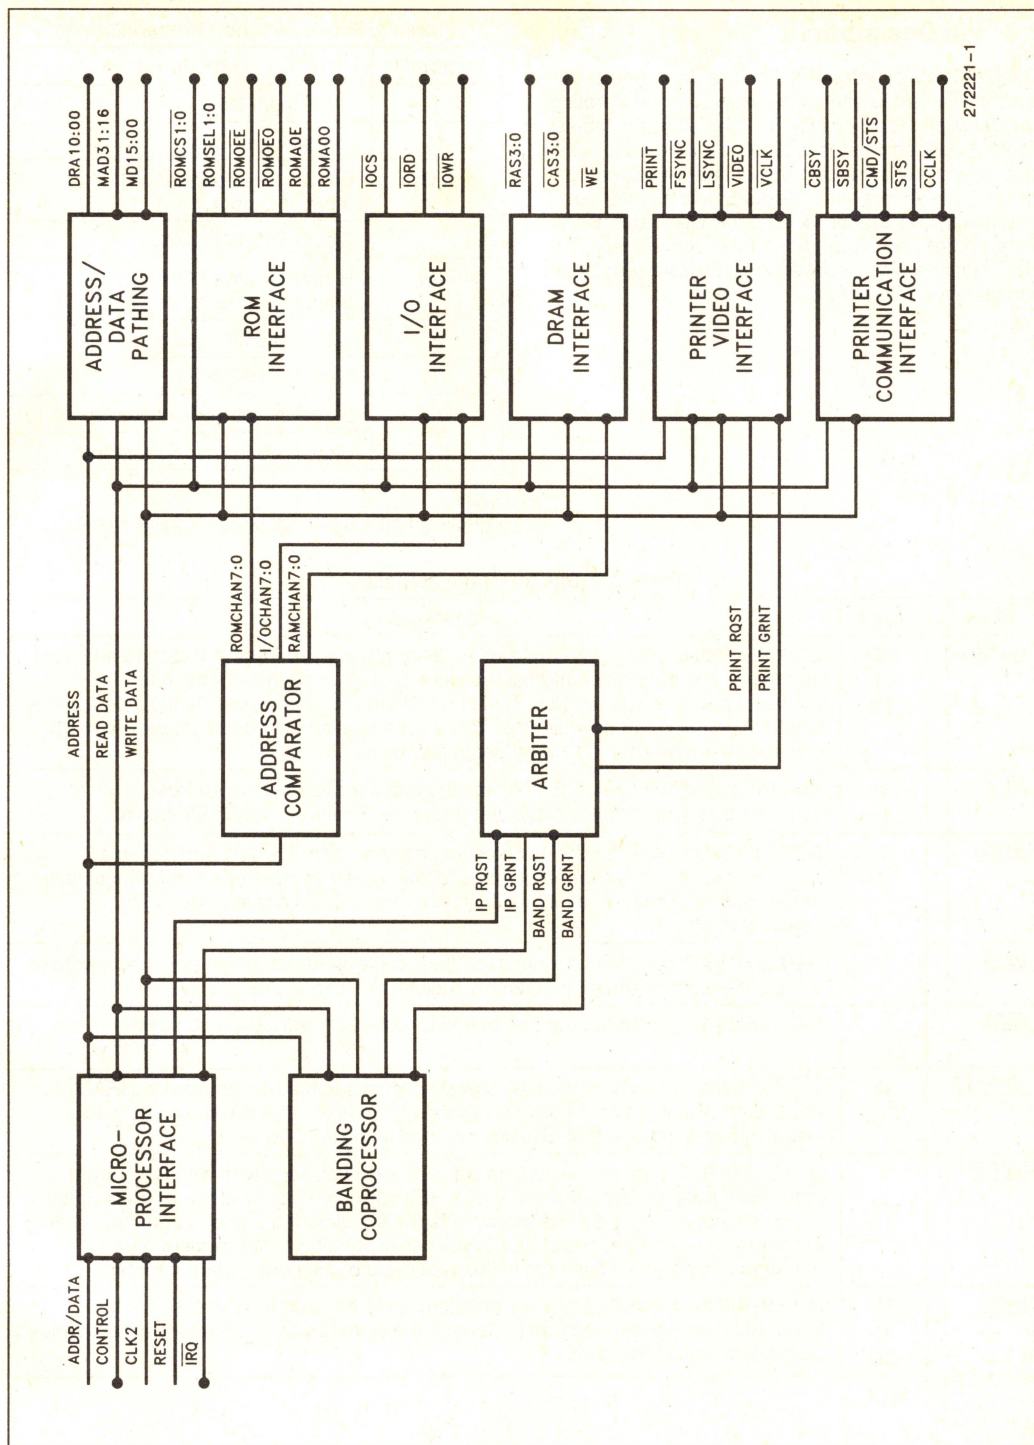 ADDR/DATA
CONTROL
CLK2
RESET
IRQ
MICRO-
PROCESSOR
INTERFACE
BANDING
COPROCESSOR
ADDRESS
READ DATA
WRITE DATA
IP RQST
IP GRNT
BAND RQST
BAND GRNT
ADDRESS
COMPARATOR
ARBITER
ROMCHAN7:0
I/OCHAN7:0
RAMCHAN7:0
PRINT RQST
PRINT GRNT
ADDRESS/
DATA
PATHING
ROM
INTERFACE
I/O
INTERFACE
DRAM
INTERFACE
PRINTER
VIDEO
INTERFACE
PRINTER
COMMUNICATION
INTERFACE
DRA10:00
MAD31:16
MD15:00
ROMCS1:0
ROMSEL1:0
ROMOEE
ROMOEO
ROMA0E
ROMA0O
IOCS
IORD
IOWR
RAS3:0
CAS3:0
WE
PRINT
FSYNC
LSYNC
VIDEO
VCLK
CBSY
SBSY
CMD/STS
STS
CCLK
272221-1